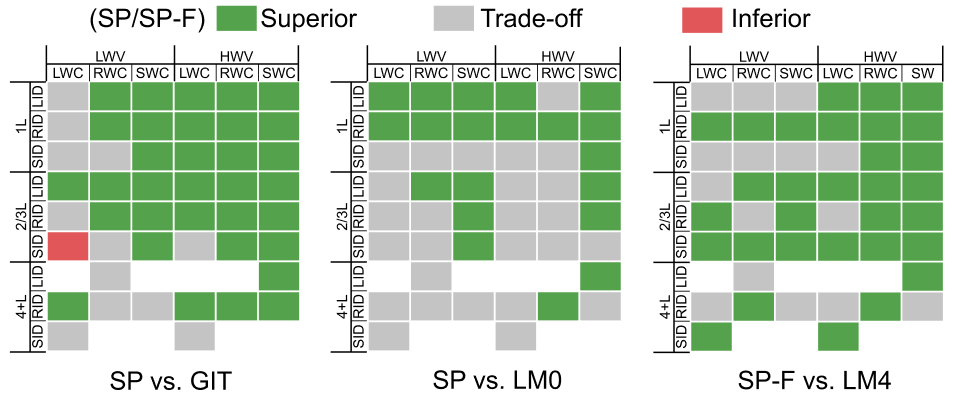 (SP/SP-F) Superior Trade-off Inferior
LWV HWV
LWC RWC SWC LWC RWC SWC
1L LID RID SID
2/3L LID RID SID
4+L LID RID SID
SP vs. GIT
LWV HWV
LWC RWC SWC LWC RWC SWC
1L LID RID SID
2/3L LID RID SID
4+L LID RID SID
SP vs. LM0
LWV HWV
LWC RWC SWC LWC RWC SW
1L LID RID SID
2/3L LID RID SID
4+L LID RID SID
SP-F vs. LM4